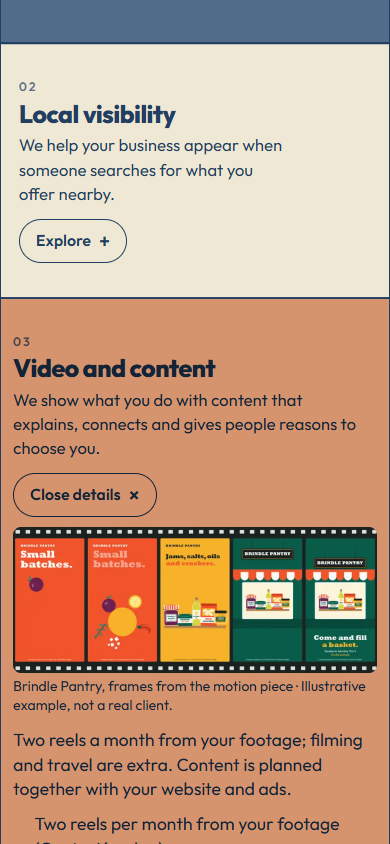 02
Local visibility
We help your business appear when
someone searches for what you
offer nearby.
Explore +
03
Video and content
We show what you do with content that
explains, connects and gives people reasons to
choose you.
Close details ×
BRINDLE PANTRY
Small
batches.
BRINDLE PANTRY
Small
batches.
BRINDLE PANTRY
Jams, salts, oils
and crackers.
BRINDLE PANTRY
BRINDLE PANTRY
Come and fill
a basket.
Brindle Pantry, frames from the motion piece · Illustrative
example, not a real client.
Two reels a month from your footage; filming
and travel are extra. Content is planned
together with your website and ads.
Two reels per month from your footage